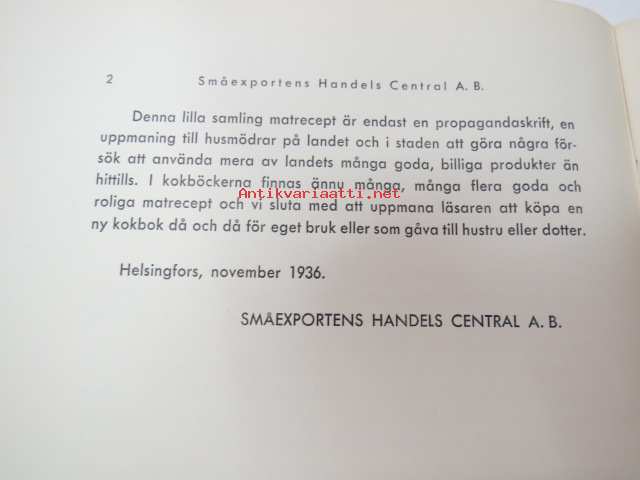 2 Småexportens Handels Central A. B.
Denna lilla samling matrecept är endast en propagandaskrift, en
uppmaning till husmödrar på landet och i staden att göra några för-
sök att använda mera av landets många goda, billiga produkter än
hittills. I kokböckerna finnas ännu många, många flera goda och
Antikvariaatti.net
roliga matrecept och vi sluta med att uppmana läsaren att köpa en
ny kokbok då och då för eget bruk eller som gåva till hustru eller dotter.
Helsingfors, november 1936.
SMÅEXPORTENS HANDELS CENTRAL A. B.